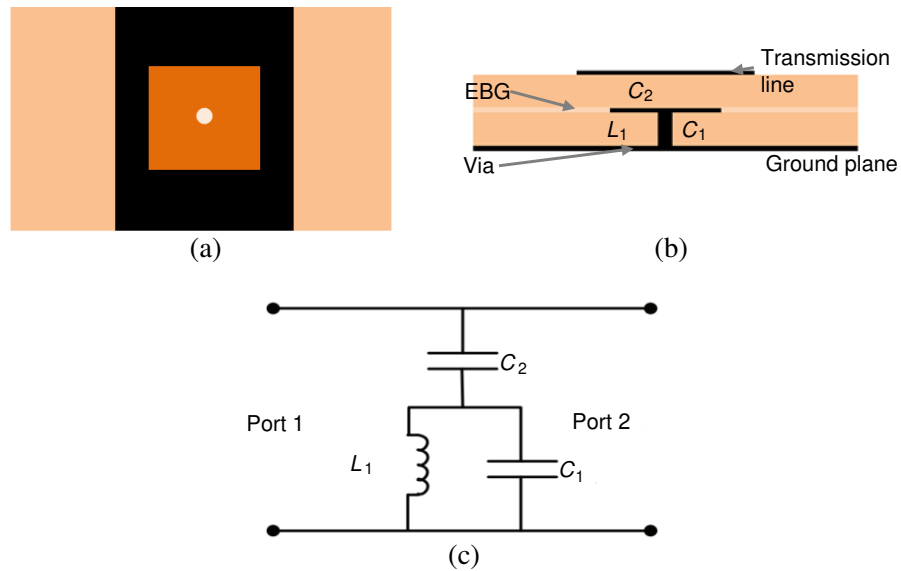 Transmission
line
EBG
C2
L1
C1
Via
Ground plane
(a)
(b)
C2
Port 1
Port 2
L1
C1
(c)